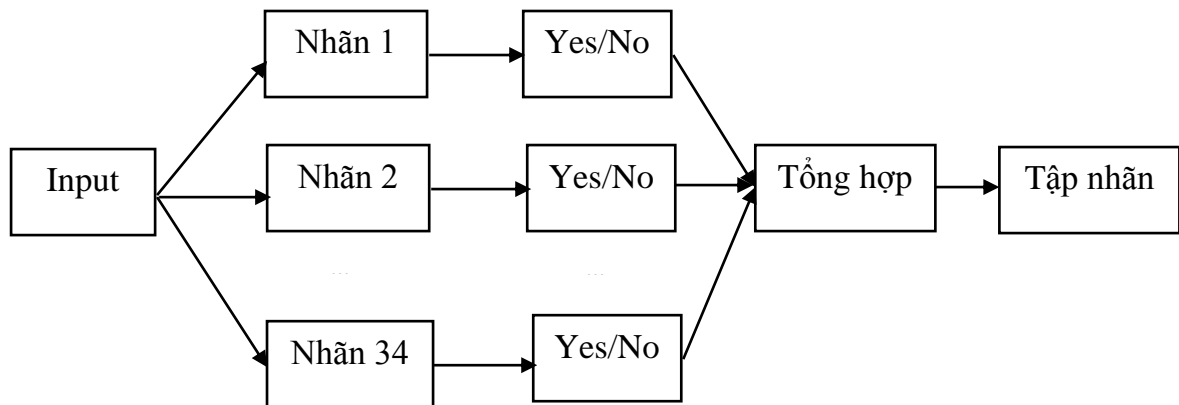 Nhãn 1
Yes/No
Input
Nhãn 2
Yes/No
Tổng hợp
Tập nhãn
...
...
Nhãn 34
Yes/No